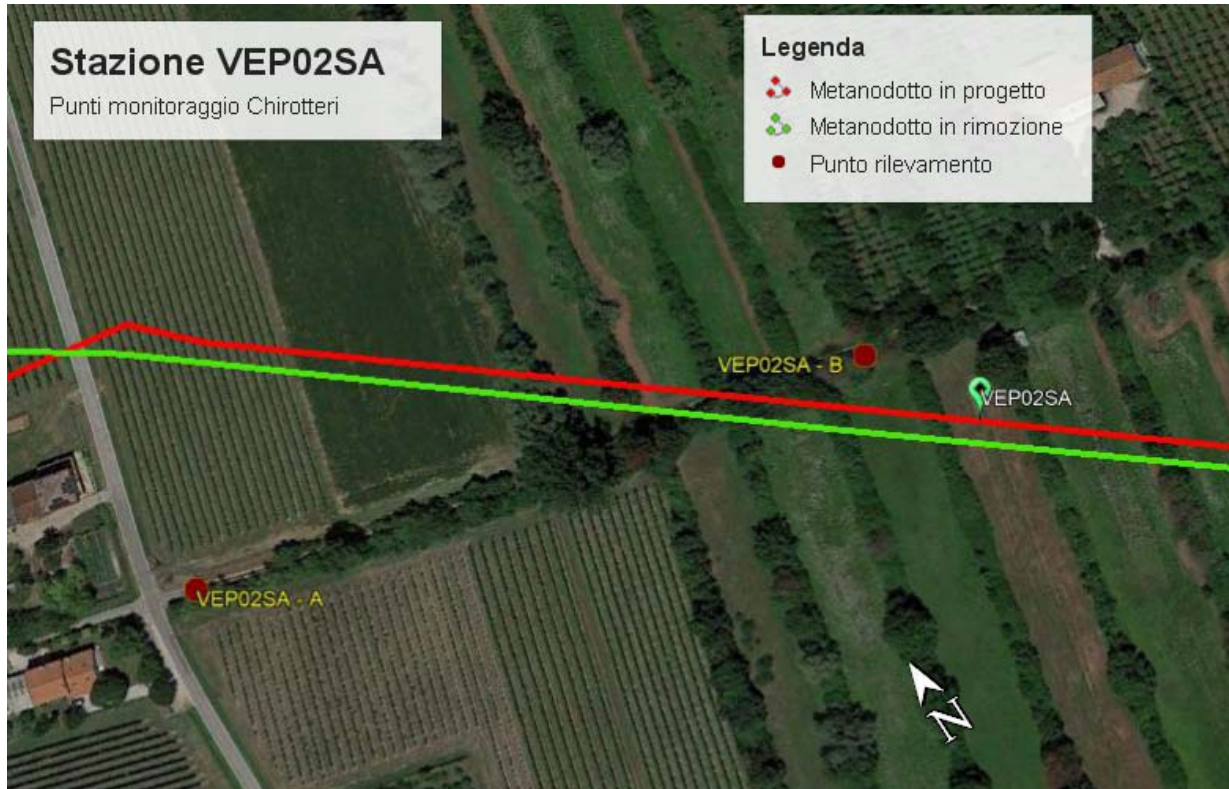 Stazione VEP02SA
Punti monitoraggio Chirotteri
Legenda
Metanodotto in progetto
Metanodotto in rimozione
Punto rilevamento
VEP02SA - B
VEP02SA
VEP02SA - A
N